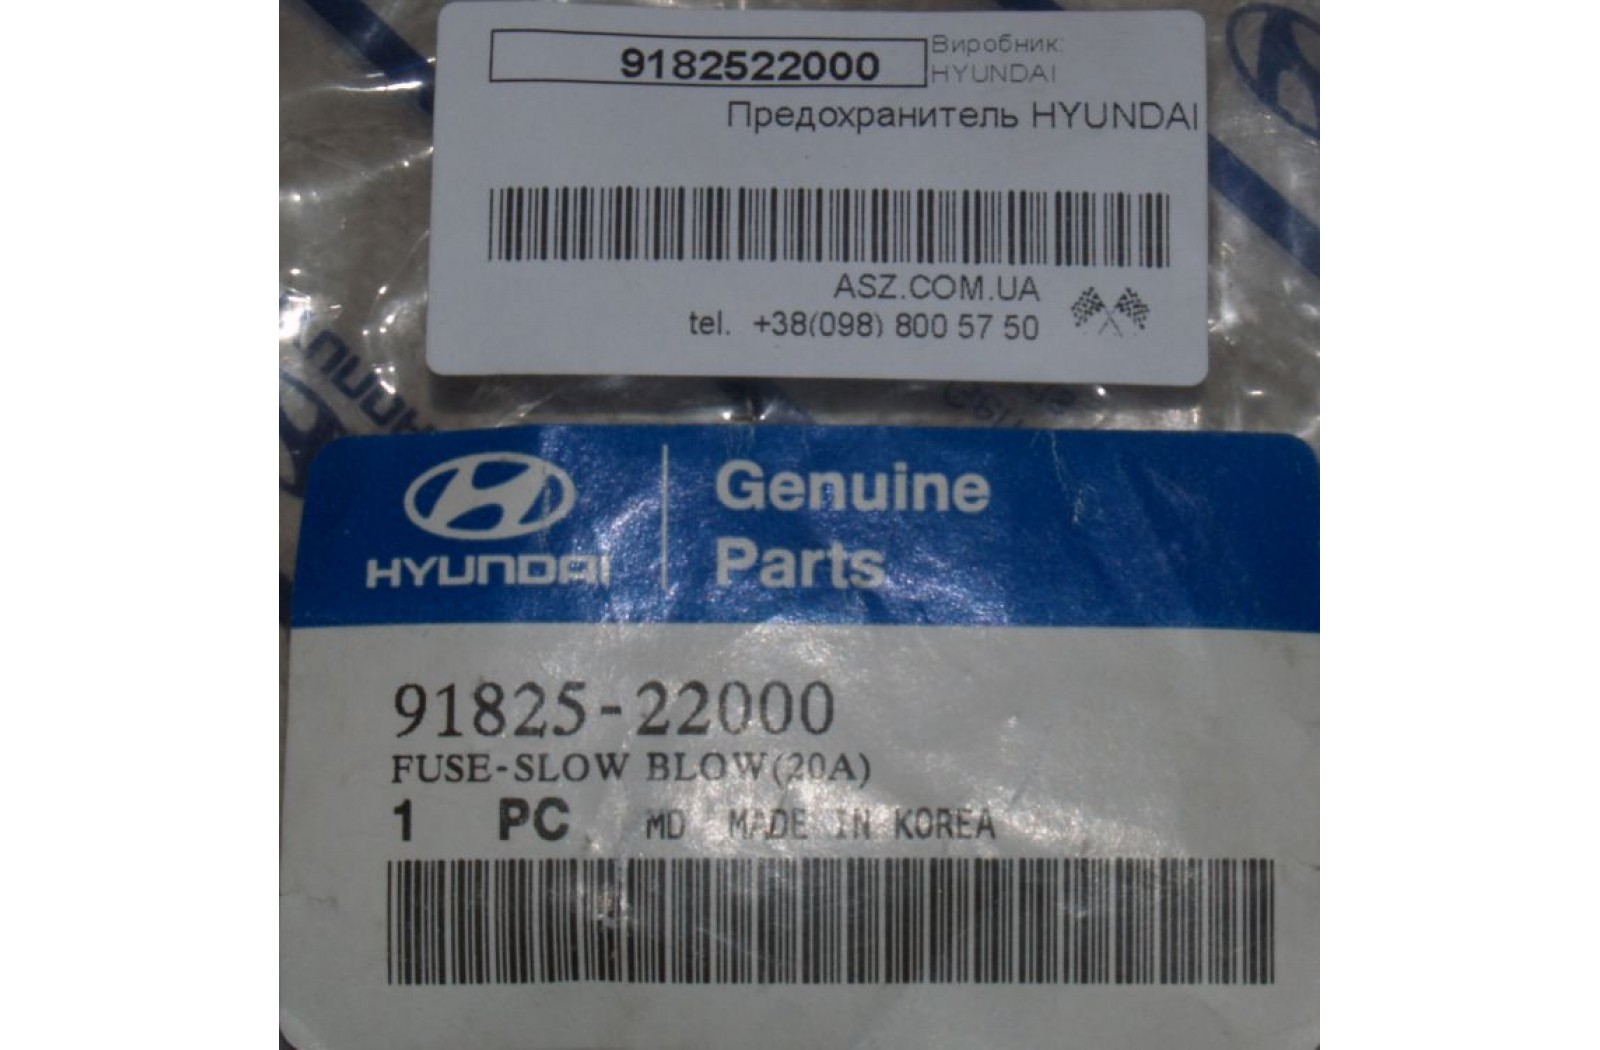 9182522000
Виробник:
HYUNDAI
Предохранитель HYUNDAI
ASZ.COM.UA
tel. +38(098) 800 57 50
HYUNDAI
Genuine
Parts
91825-22000
FUSE-SLOW BLOW(20A)
1 PC MD MADE IN KOREA